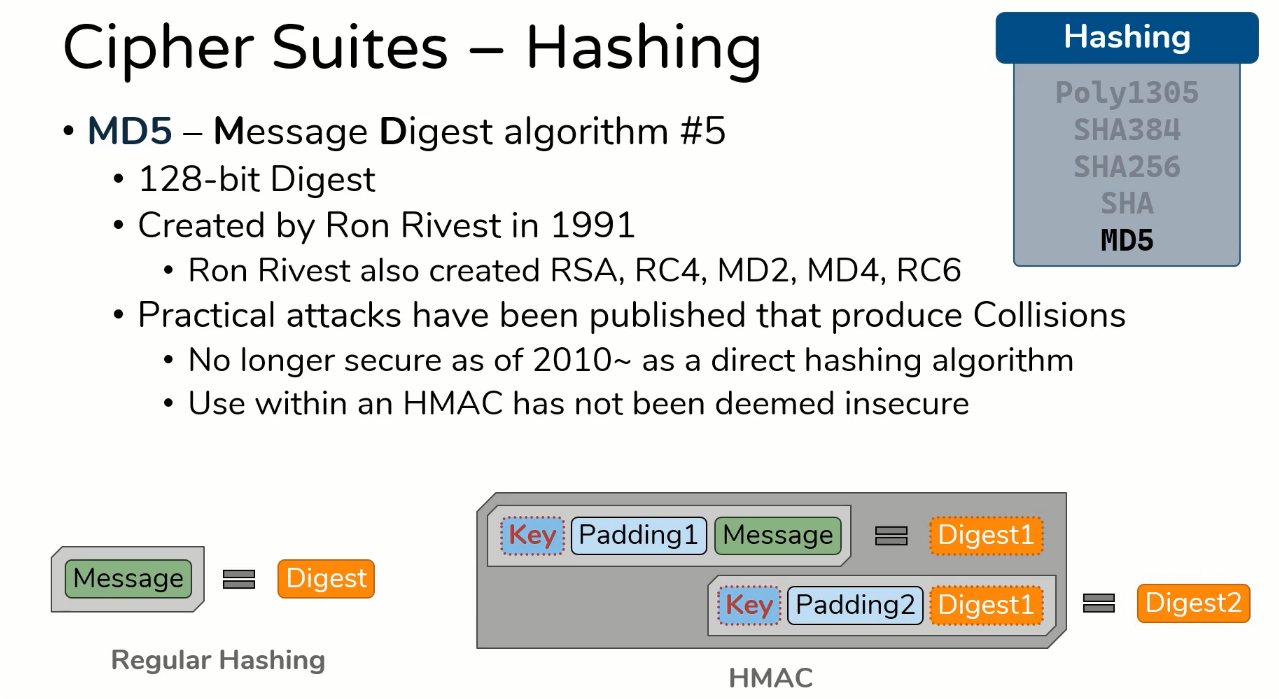 Cipher Suites – Hashing
Hashing
Poly1305
SHA384
SHA256
SHA
MD5
• MD5 – Message Digest algorithm #5
• 128-bit Digest
• Created by Ron Rivest in 1991
• Ron Rivest also created RSA, RC4, MD2, MD4, RC6
• Practical attacks have been published that produce Collisions
• No longer secure as of 2010~ as a direct hashing algorithm
• Use within an HMAC has not been deemed insecure
Message = Digest
Regular Hashing
Key Padding1 Message = Digest1
Key Padding2 Digest1 = Digest2
HMAC